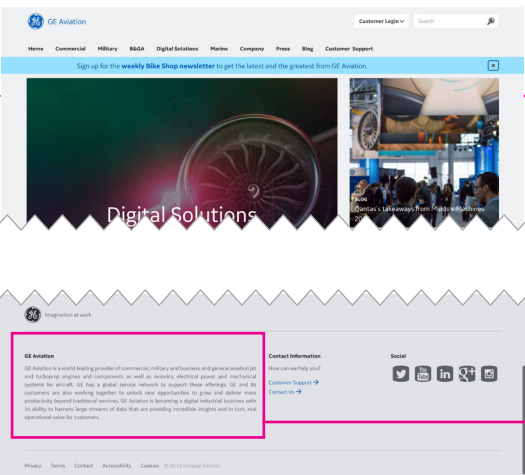 GE Aviation
Customer Login
Search
Home Commercial Military B&GA Digital Solutions Marine Company Press Blog Customer Support
Sign up for the weekly Bike Shop newsletter to get the latest and the greatest from GE Aviation.
Digital Solutions
BLOG
Qantas's takeaways from Minds + Machines
20
imagination at work
GE Aviation
GE Aviation is a world-leading provider of commercial, military and business and general aviation jet
and turboprop engines and components as well as avionics, electrical power and mechanical
systems for aircraft. GE has a global service network to support these offerings. GE and its
customers are also working together to unlock new opportunities to grow and deliver more
productivity beyond traditional services. GE Aviation is becoming a digital industrial business with
its ability to harness large streams of data that are providing incredible insights and in turn, real
operational value for customers.
Contact Information
How can we help you?
Customer Support →
Contact Us →
Social
You
Tube
in
g+
Privacy Terms Contact Accessibility Cookies © 2013 General Electric